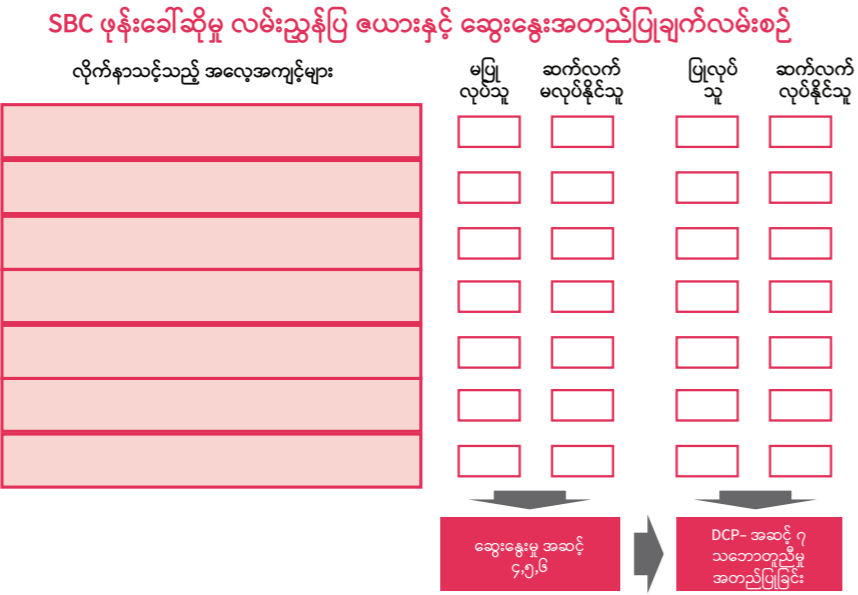 SBC ဖုန်းခေါ်ဆိုမှု လမ်းညွှန်ပြ ဇယားနှင့် ဆွေးနွေးအတည်ပြုချက်လမ်းစဉ်
လိုက်နာသင့်သည့် အလေ့အကျင့်များ
မပြု
လုပ်သူ
ဆက်လက်
မလုပ်နိုင်သူ
ပြုလုပ်
သူ
ဆက်လက်
လုပ်နိုင်သူ
ဆွေးနွေးမှု အဆင့်
၄,၅,၆
DCP– အဆင့် ၇
သဘောတူညီမှု
အတည်ပြုခြင်း